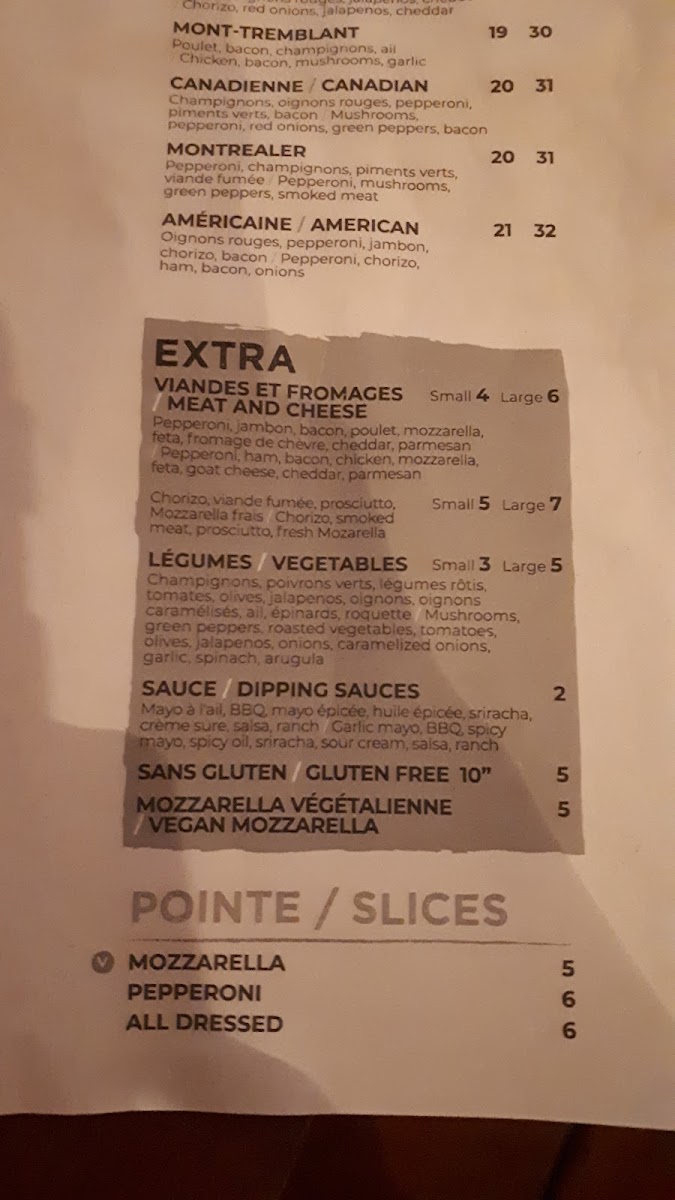 Chorizo, red onions, jalapenos, cheddar
MONT-TREMBLANT 19 30
Poulet, bacon, champignons, ail
/ Chicken, bacon, mushrooms, garlic
CANADIENNE / CANADIAN 20 31
Champignons, oignons rouges, pepperoni,
piments verts, bacon / Mushrooms,
pepperoni, red onions, green peppers, bacon
MONTREALER 20 31
Pepperoni, champignons, piments verts,
viande fumée / Pepperoni, mushrooms,
green peppers, smoked meat
AMÉRICAINE / AMERICAN 21 32
Oignons rouges, pepperoni, jambon,
chorizo, bacon / Pepperoni, chorizo,
ham, bacon, onions
EXTRA
VIANDES ET FROMAGES Small 4 Large 6
/ MEAT AND CHEESE
Pepperoni, jambon, bacon, poulet, mozzarella,
feta, fromage de chèvre, cheddar, parmesan
/ Pepperoni, ham, bacon, chicken, mozzarella,
feta, goat cheese, cheddar, parmesan
Chorizo, viande fumée, prosciutto, Small 5 Large 7
Mozzarella frais / Chorizo, smoked
meat, prosciutto, fresh Mozarella
LÉGUMES / VEGETABLES Small 3 Large 5
Champignons, poivrons verts, légumes rôtis,
tomates, olives, jalapenos, oignons, oignons
caramélisés, ail, épinards, roquette / Mushrooms,
green peppers, roasted vegetables, tomatoes,
olives, jalapenos, onions, caramelized onions,
garlic, spinach, arugula
SAUCE / DIPPING SAUCES 2
Mayo à l'ail, BBQ, mayo épicée, huile épicée, sriracha,
crème sure, salsa, ranch / Garlic mayo, BBQ, spicy
mayo, spicy oil, sriracha, sour cream, salsa, ranch
SANS GLUTEN / GLUTEN FREE 10" 5
MOZZARELLA VÉGÉTALIENNE 5
/ VEGAN MOZZARELLA
POINTE / SLICES
V MOZZARELLA 5
PEPPERONI 6
ALL DRESSED 6